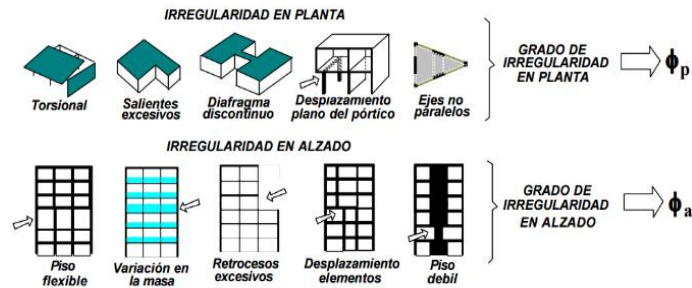 IRREGULARIDAD EN PLANTA
Torsional
Salientes
excesivos
Diafragma
discontinuo
Desplazamiento
plano del pórtico
Ejes no
paralelos
GRADO DE
IRREGULARIDAD
EN PLANTA
ϕp
IRREGULARIDAD EN ALZADO
Piso
flexible
Variación en
la masa
Retrocesos
excesivos
Desplazamiento
elementos
Piso
debil
GRADO DE
IRREGULARIDAD
EN ALZADO
ϕa